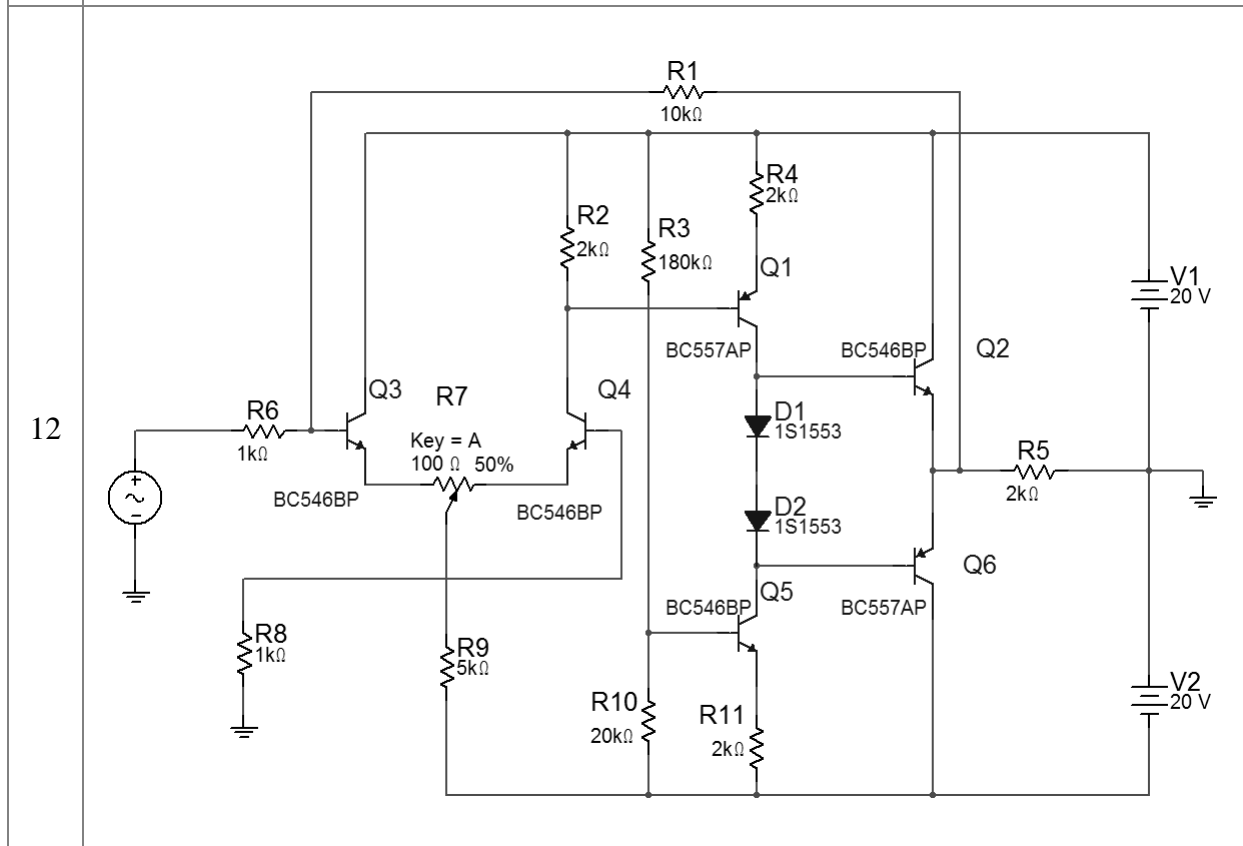 12
R1
10kΩ
R4
2kΩ
R2
2kΩ
R3
180kΩ
Q1
BC557AP
BC546BP
Q2
V1
20 V
Q3
R7
Q4
R6
1kΩ
Key = A
100 Ω 50%
BC546BP
BC546BP
D1
1S1553
R5
2kΩ
D2
1S1553
Q5
BC546BP
Q6
BC557AP
R8
1kΩ
R9
5kΩ
R10
20kΩ
R11
2kΩ
V2
20 V